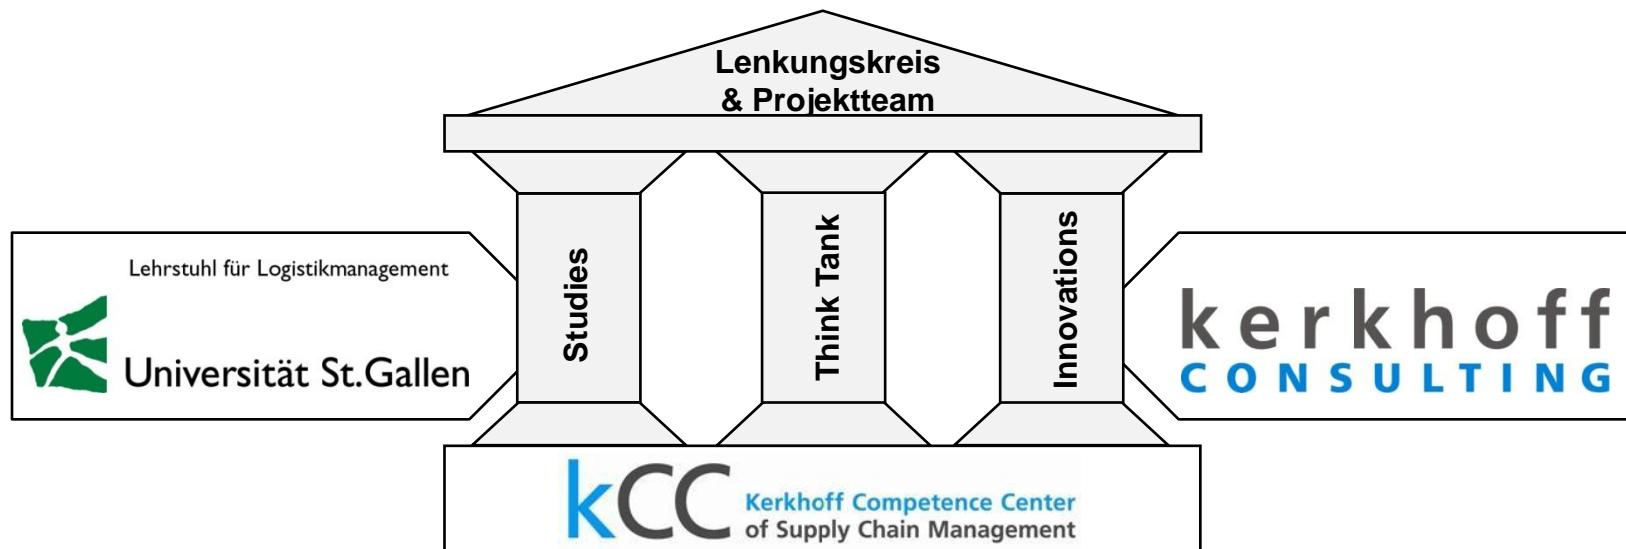 Lenkungskreis
& Projektteam
Lehrstuhl für Logistikmanagement
Universität St.Gallen
Studies
Think Tank
Innovations
kerkhoff
CONSULTING
kCC
Kerkhoff Competence Center
of Supply Chain Management